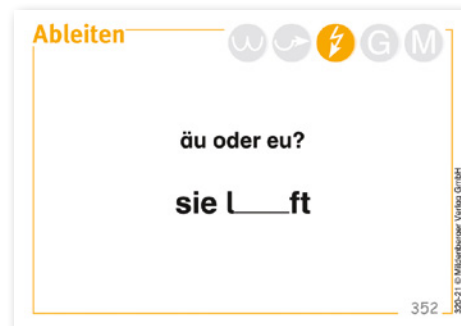 Ableiten
G M
äu oder eu?
sie l___ft
352
320-21 © Mildenberger Verlag GmbH